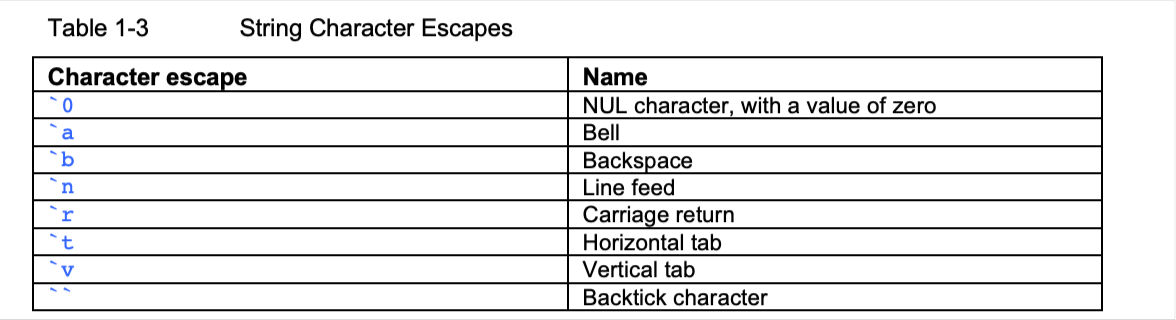 Table 1-3 String Character Escapes
Character escape Name
`0 NUL character, with a value of zero
`a Bell
`b Backspace
`n Line feed
`r Carriage return
`t Horizontal tab
`v Vertical tab
`` Backtick character